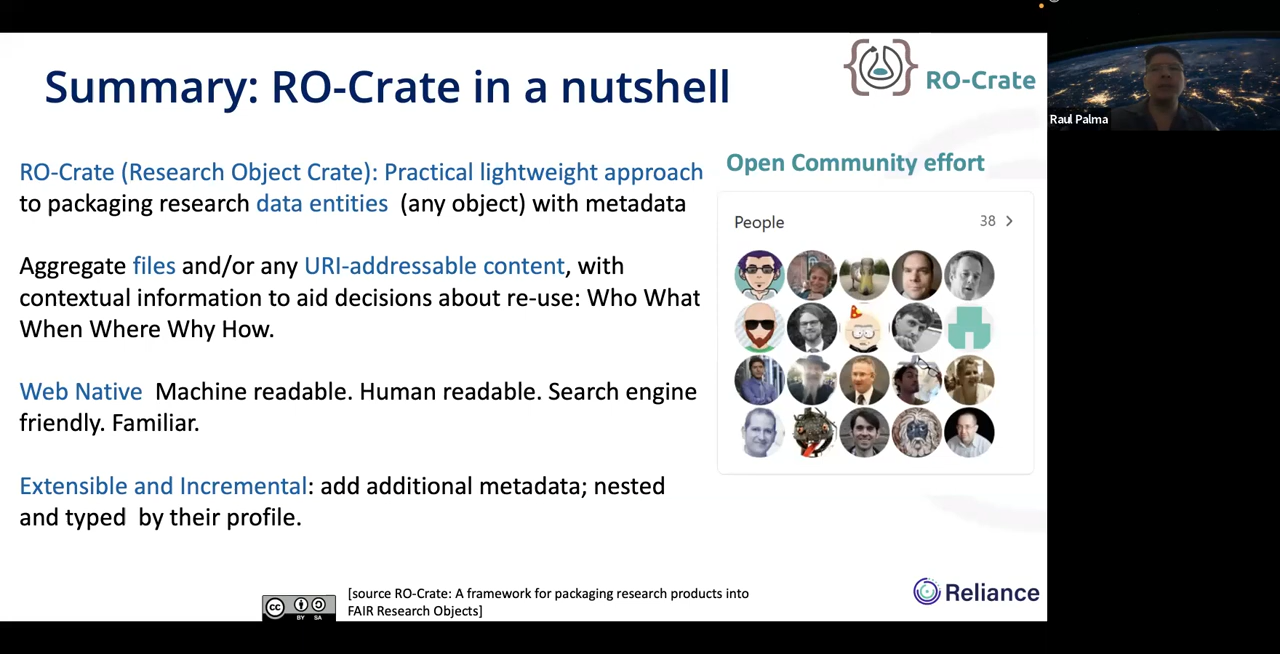 Summary: RO-Crate in a nutshell
RO-Crate
Raul Palma
RO-Crate (Research Object Crate): Practical lightweight approach
to packaging research data entities (any object) with metadata
Aggregate files and/or any URI-addressable content, with
contextual information to aid decisions about re-use: Who What
When Where Why How.
Web Native Machine readable. Human readable. Search engine
friendly. Familiar.
Extensible and Incremental: add additional metadata; nested
and typed by their profile.
Open Community effort
People
38
[source RO-Crate: A framework for packaging research products into
FAIR Research Objects]
cc
BY SA
Reliance